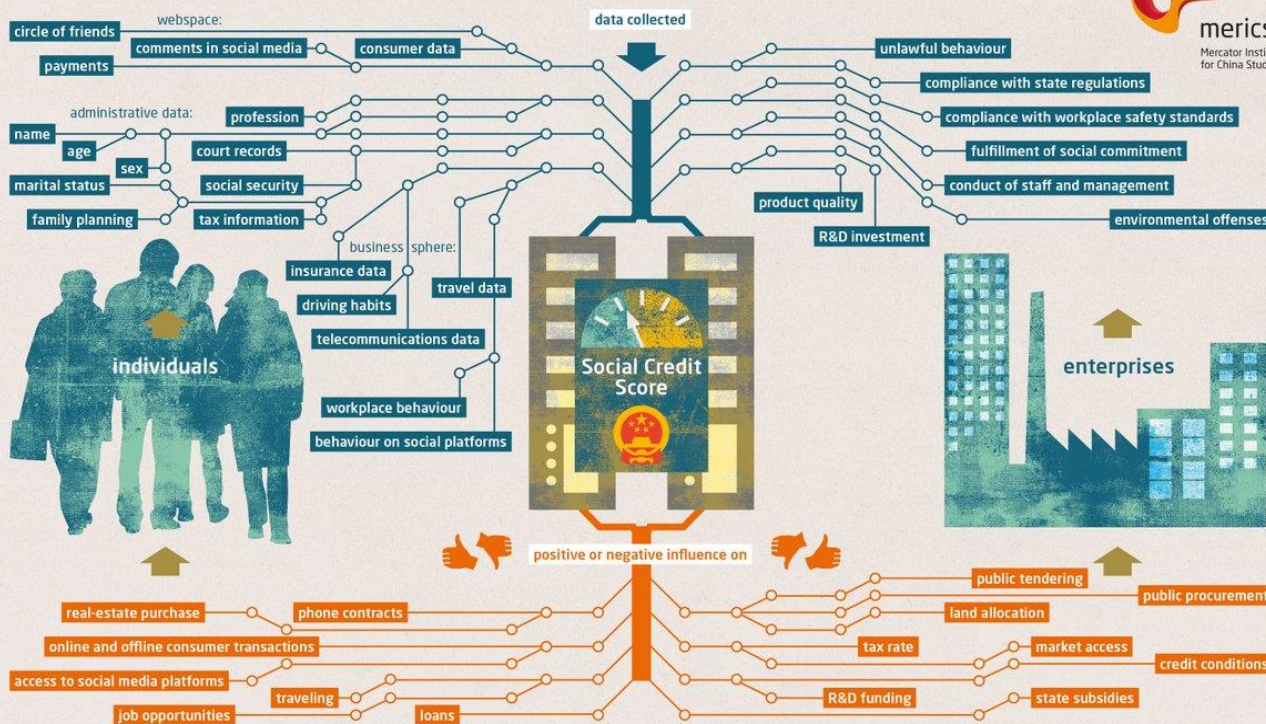 webspace:
circle of friends
comments in social media
consumer data
payments
administrative data:
profession
name
age
court records
sex
marital status
social security
family planning
tax information
business sphere:
insurance data
driving habits
travel data
telecommunications data
workplace behaviour
behaviour on social platforms
data collected
unlawful behaviour
compliance with state regulations
compliance with workplace safety standards
fulfillment of social commitment
conduct of staff and management
product quality
environmental offenses
R&D investment
merics
Mercator Insti
for China Stud
individuals
Social Credit
Score
enterprises
positive or negative influence on
real-estate purchase
phone contracts
online and offline consumer transactions
access to social media platforms
traveling
job opportunities
loans
public tendering
public procurement
land allocation
tax rate
market access
credit conditions
R&D funding
state subsidies